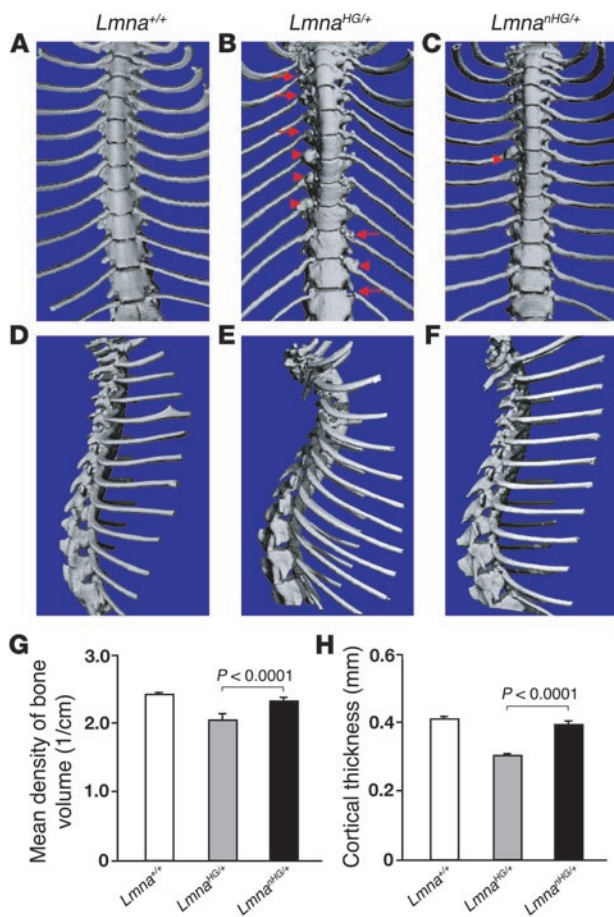 Lmna+/+ LmnaHG/+ LmnanHG/+
A B C
D E F
G H
Mean density of bone
volume (1/cm)
3.0
2.0
1.0
0
P < 0.0001
Lmna+/+ LmnaHG/+ LmnanHG/+
Cortical thickness (mm)
0.6
0.4
0.2
0
P < 0.0001
Lmna+/+ LmnaHG/+ LmnanHG/+